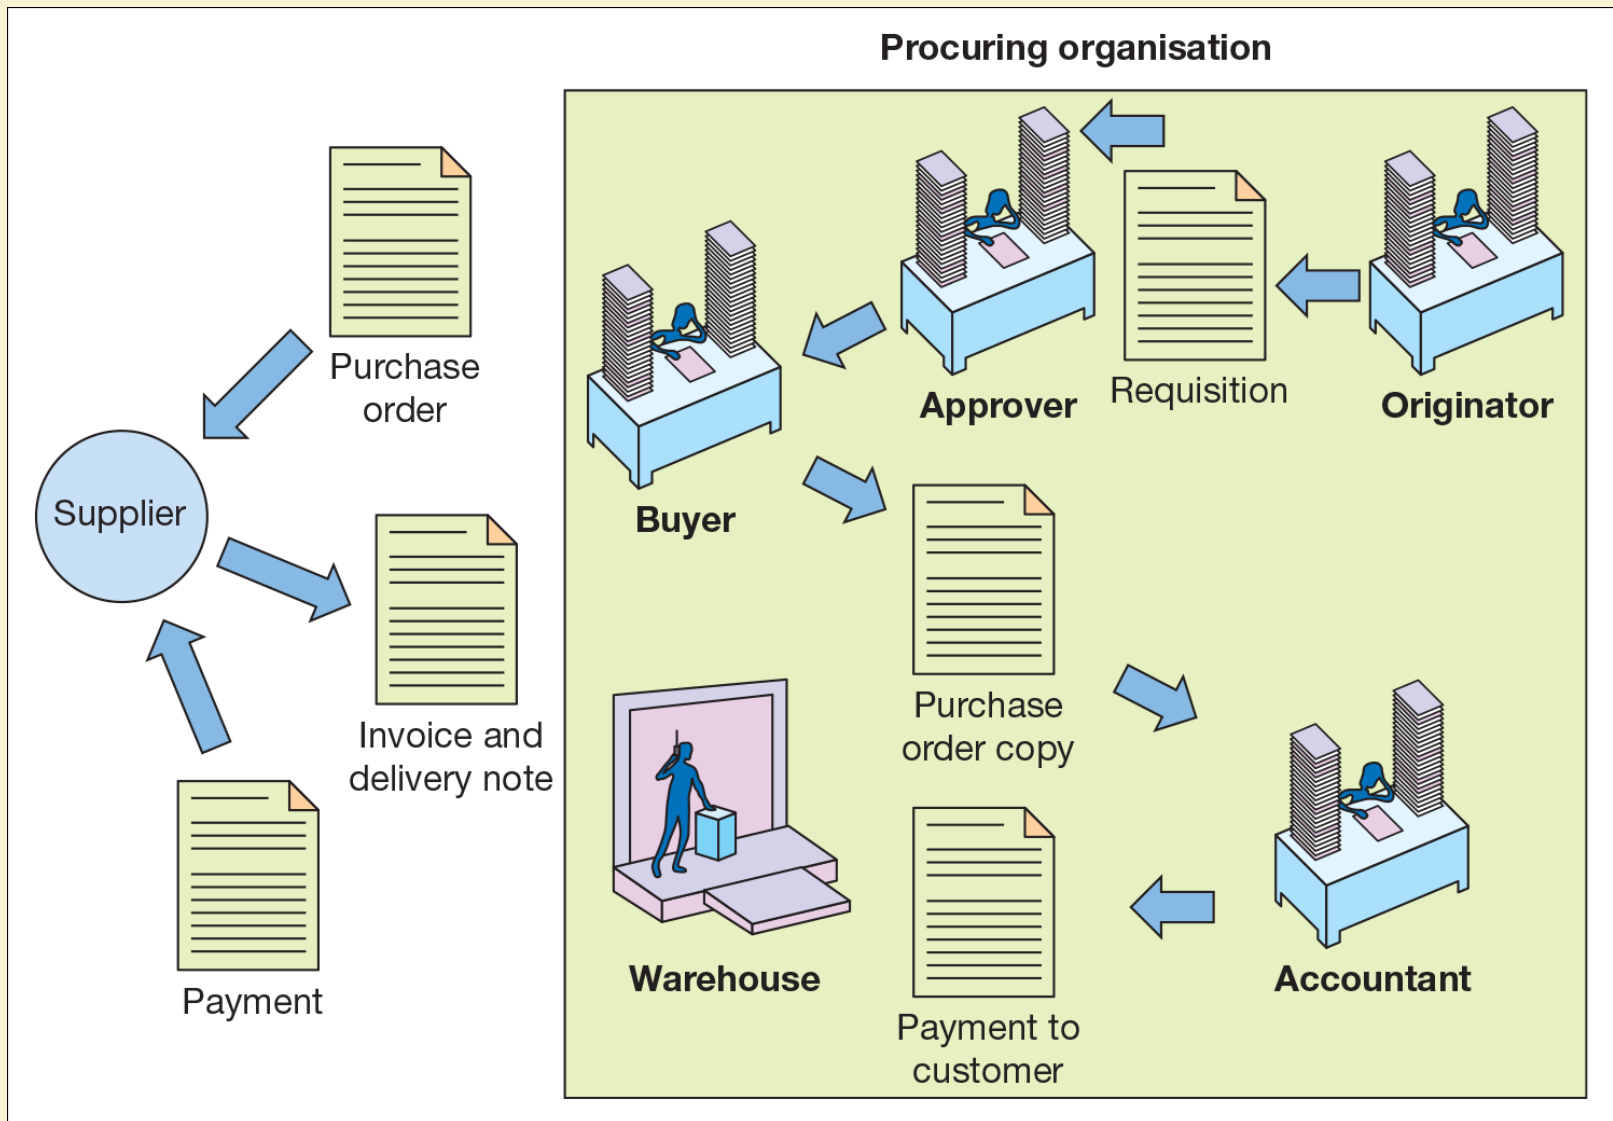 Procuring organisation
Purchase
order
Supplier
Invoice and
delivery note
Payment
Approver
Requisition
Originator
Buyer
Purchase
order copy
Warehouse
Payment to
customer
Accountant